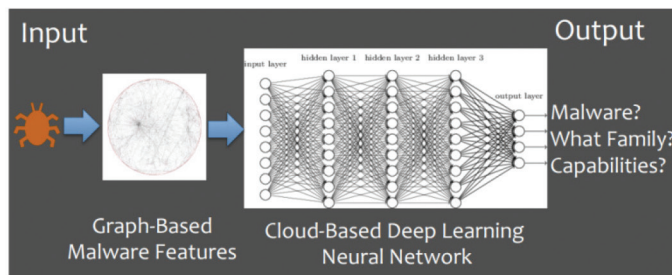 Input
Output
hidden layer 1
hidden layer 2
hidden layer 3
input layer
output layer
Malware?
What Family?
Capabilities?
Graph-Based
Malware Features
Cloud-Based Deep Learning
Neural Network